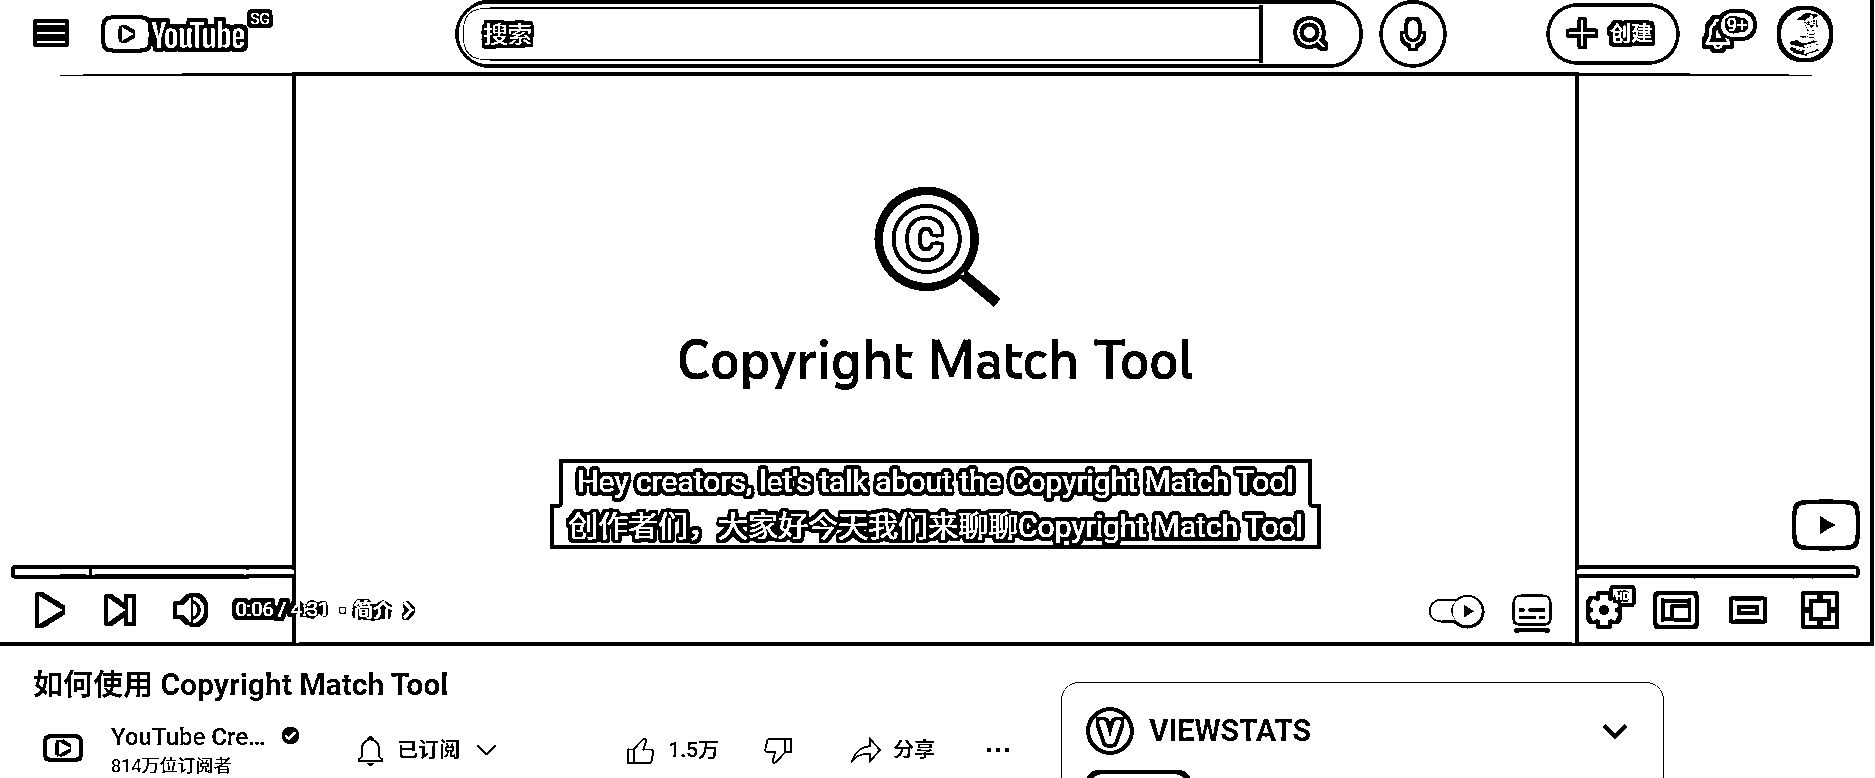 YouTube SG
搜索
创建
9+
C
Copyright Match Tool
Hey creators, let's talk about the Copyright Match Tool
创作者们，大家好今天我们来聊聊Copyright Match Tool
0:06 / 4:31 · 简介
HD
如何使用 Copyright Match Tool
YouTube Cre...
814万位订阅者
已订阅
1.5万
分享
VIEWSTATS